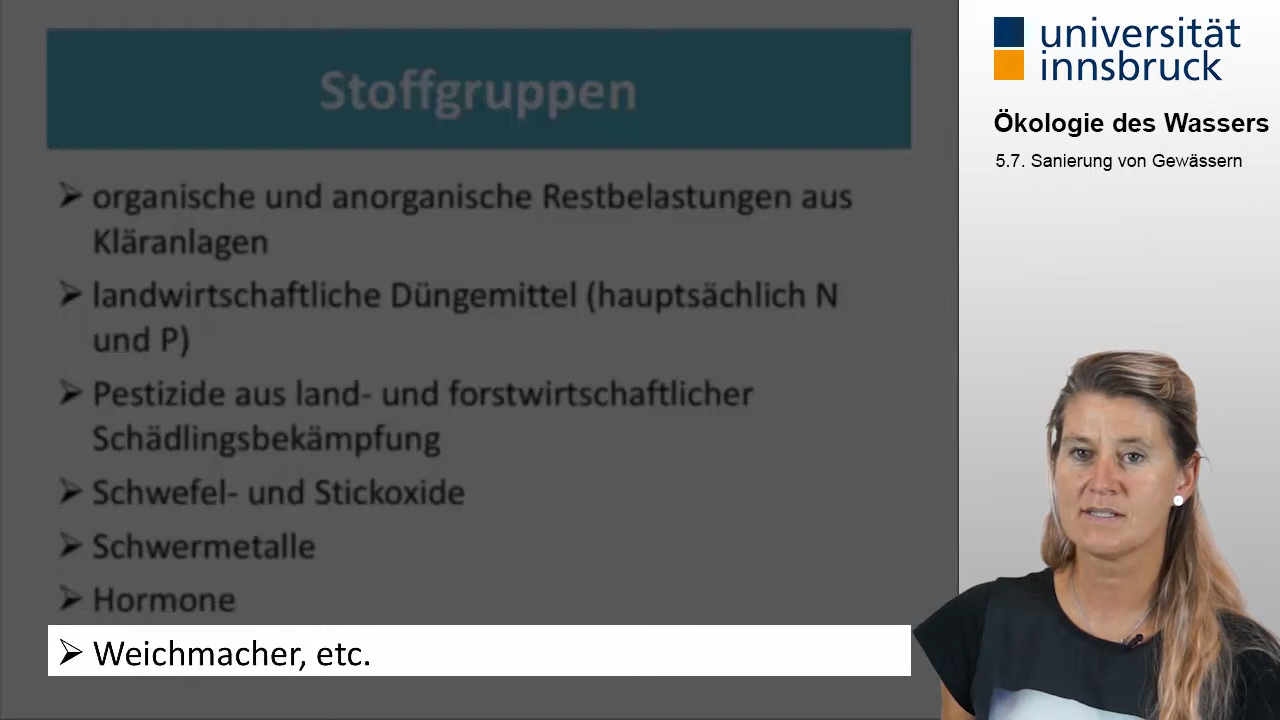 Stoffgruppen
➢ organische und anorganische Restbelastungen aus
Kläranlagen
➢ landwirtschaftliche Düngemittel (hauptsächlich N
und P)
➢ Pestizide aus land- und forstwirtschaftlicher
Schädlingsbekämpfung
➢ Schwefel- und Stickoxide
➢ Schwermetalle
➢ Hormone
➢ Weichmacher, etc.
universität
innsbruck
Ökologie des Wassers
5.7. Sanierung von Gewässern